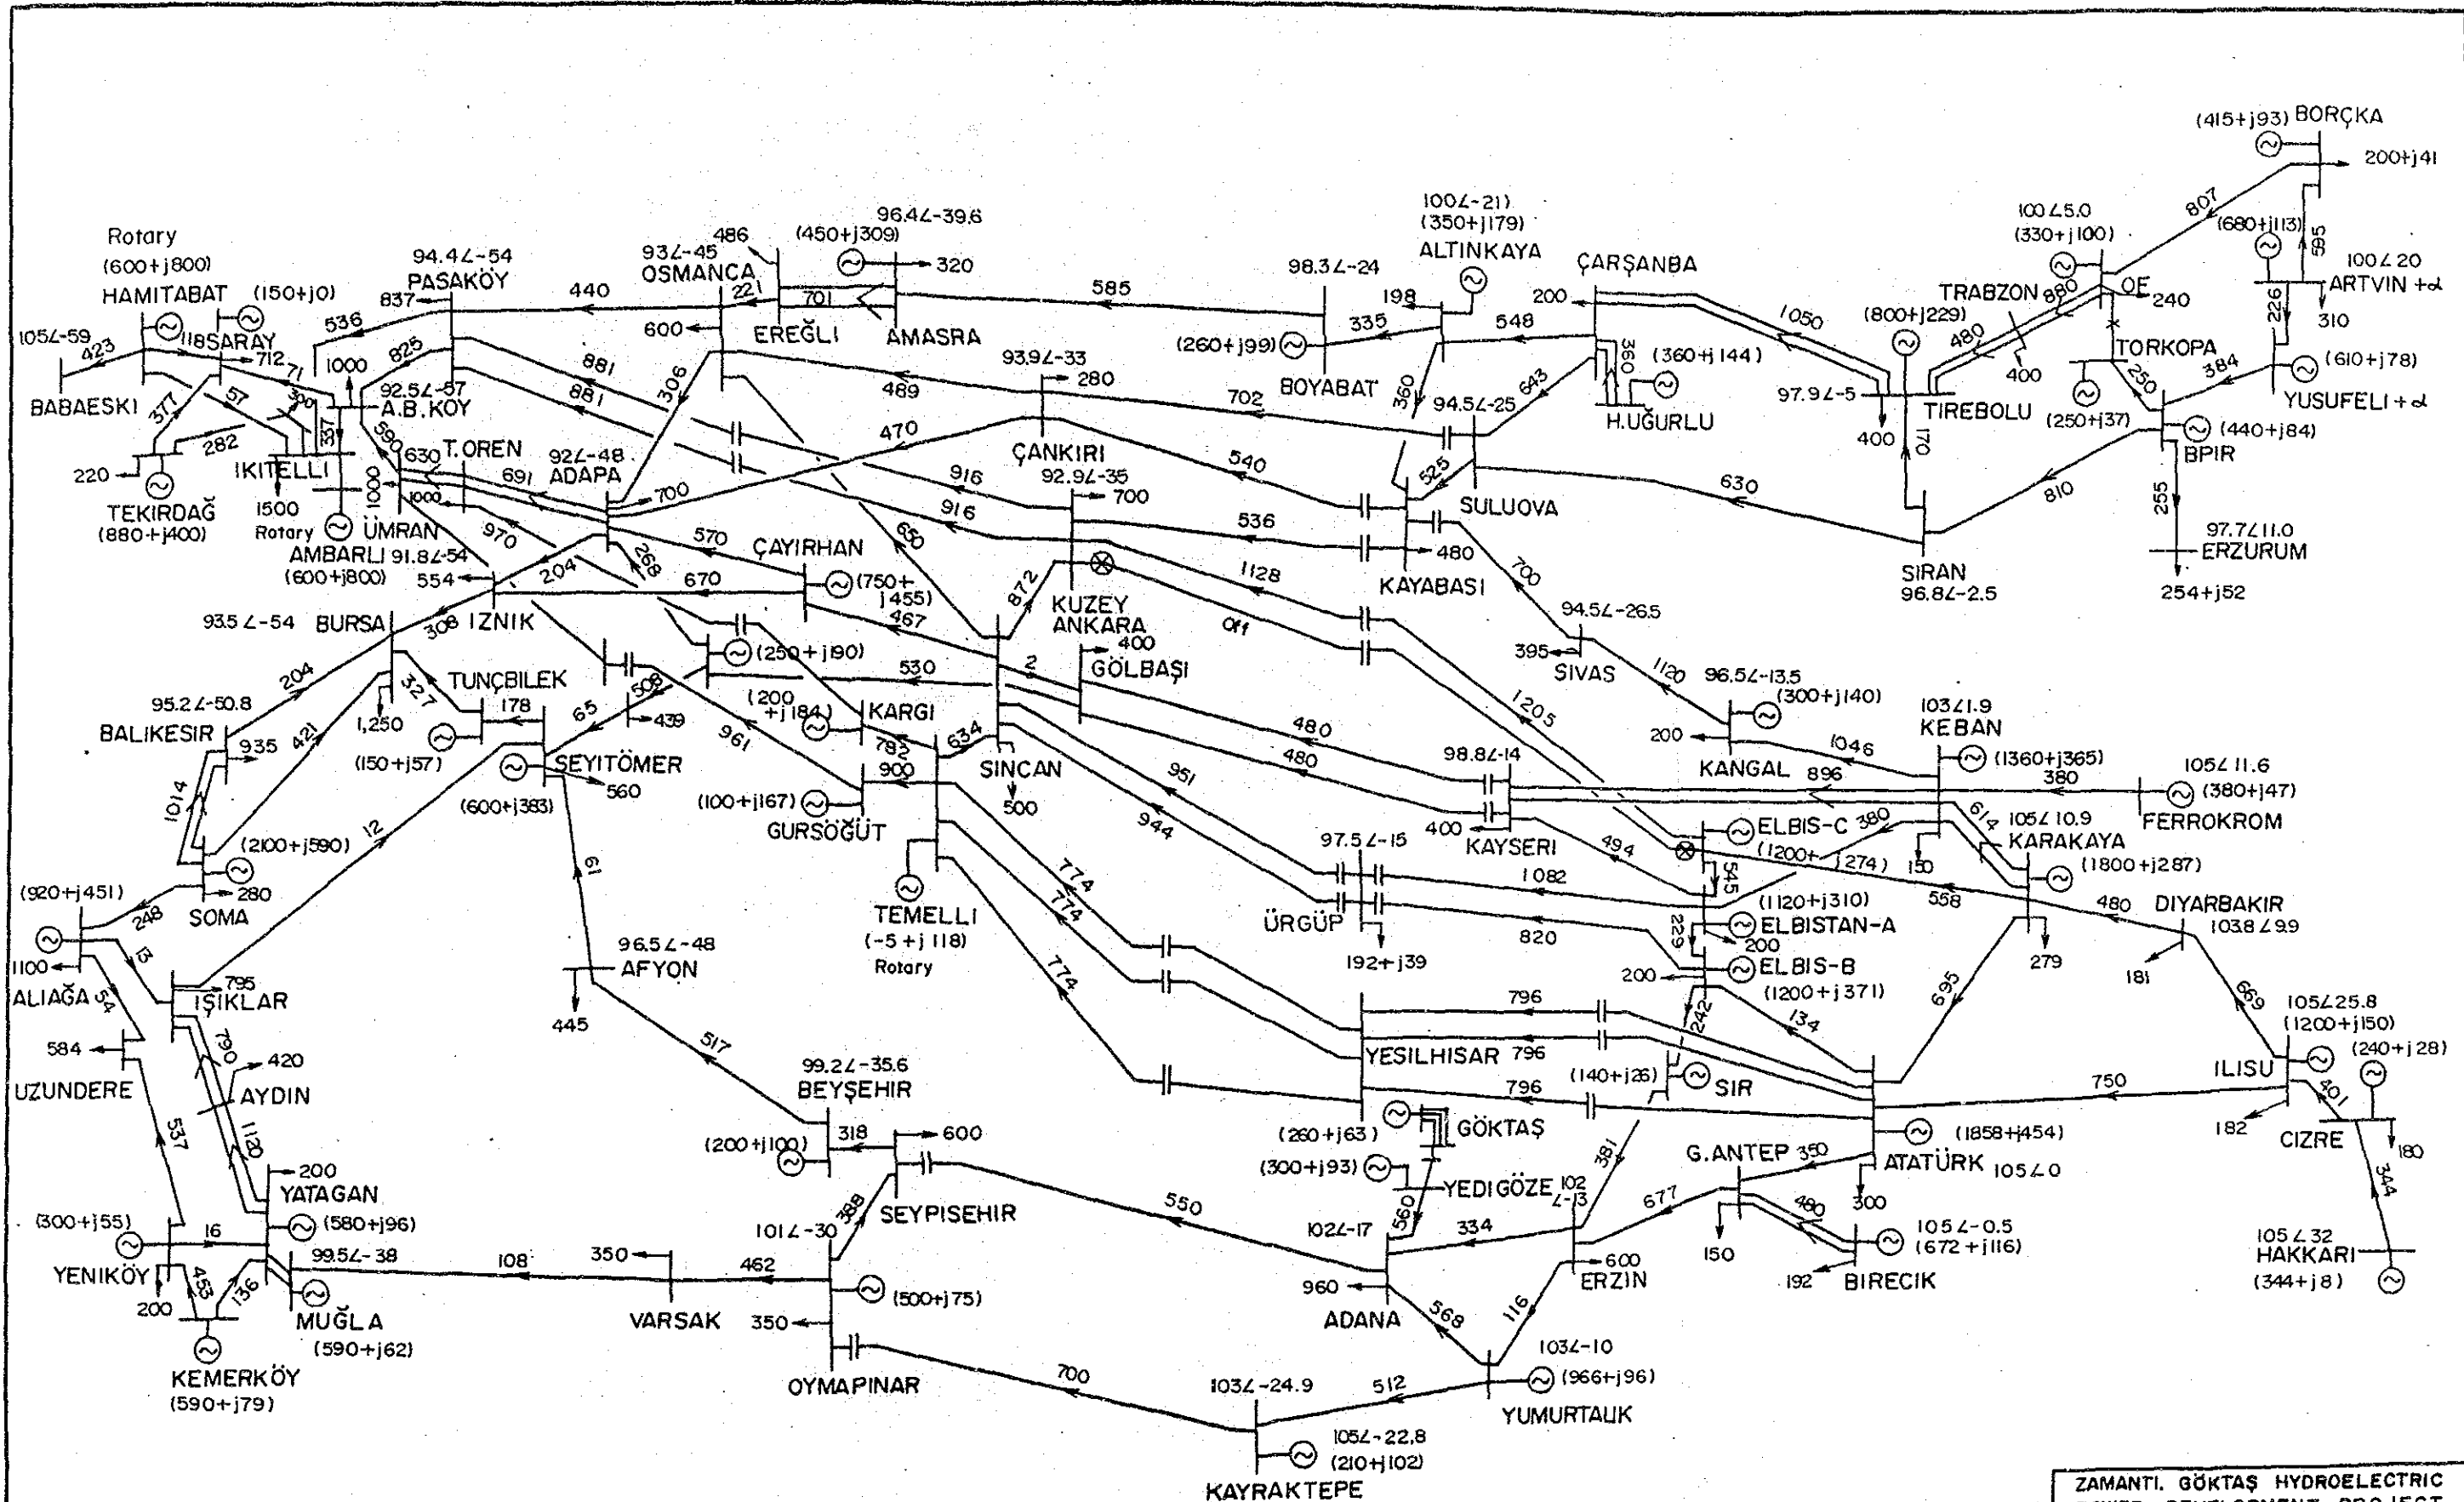 (415+j93) BORÇKA
200+j41
807
595
100∠5.0
(330+j100)
(680+j113)
100∠20
ARTVIN +α
310
226
OF
240
TRABZON
880
480
400
TORKOPA
(250+j37)
250
384
(610+j78)
YUSUFELI +α
(440+j84)
BPIR
255
810
97.7∠11.0
ERZURUM
254+j52
(800+j229)
1050
97.9∠-5
TIREBOLU
400
170
SIRAN
96.8∠-2.5
630
ÇARŞANBA
200
360
(360+j144)
H.UĞURLU
643
548
100∠-21)
(350+j179)
ALTINKAYA
198
335
360
98.3∠-24
(260+j99)
BOYABAT
585
94.5∠-25
SULUOVA
525
702
540
480
KAYABASI
700
96.4∠-39.6
(450+j309)
320
486
701
EREĞLI
AMASRA
221
93∠-45
OSMANCA
600
440
306
489
93.9∠-33
280
ÇANKIRI
470
94.4∠-54
PASAKÖY
837
536
825
881
881
916
916
650
92.9∠-35
700
536
KUZEY
ANKARA
872
1128
Off
1205
Rotary
(600+j800)
HAMITABAT
(150+j0)
118
SARAY
712
105∠-59
423
BABAESKI
377
57
71
300
1000
92.5∠-57
A.B.KÖY
337
590
282
220
TEKIRDAĞ
(880+j400)
IKITELLI
1500
Rotary
AMBARLI
(600+j800)
1000
ÜMRAN
91.8∠-54
630
T.OREN
691
1000
970
92∠-48
ADAPA
700
570
268
204
ÇAYIRHAN
(750+
j455)
670
467
554
IZNIK
308
93.5∠-54
BURSA
1,250
204
421
327
TUNÇBILEK
178
(150+j57)
65
508
439
(250+j190)
530
2
400
GÖLBAŞI
(200
+j184)
KARGI
782
634
961
900
(100+j167)
GURSÖĞÜT
SINCAN
500
480
480
951
944
SEYITÖMER
560
(600+j383)
12
61
95.2∠-50.8
BALIKESIR
935
1014
(2100+j590)
280
SOMA
248
(920+j451)
1100
ALIAĞA
13
54
795
IŞIKLAR
584
UZUNDERE
790
420
AYDIN
1120
537
200
YATAGAN
(580+j96)
(300+j55)
16
YENIKÖY
200
453
136
99.5∠-38
MUĞLA
(590+j62)
KEMERKÖY
(590+j79)
108
350
VARSAK
462
96.5∠-48
AFYON
445
517
99.2∠-35.6
BEYŞEHIR
(200+j100)
318
600
SEYPISEHIR
388
101∠-30
(500+j75)
350
OYMAPINAR
700
550
TEMELLI
(-5+j118)
Rotary
774
774
774
94.5∠-26.5
395
SIVAS
1120
96.5∠-13.5
(300+j140)
200
KANGAL
1046
103∠1.9
KEBAN
(1360+j365)
896
380
105∠11.6
(380+j47)
FERROKROM
98.8∠-14
400
KAYSERI
494
ELBIS-C
(1200+ j274)
380
150
614
105∠10.9
KARAKAYA
(1800+j287)
279
545
558
480
DIYARBAKIR
103.8∠9.9
181
669
97.5∠-15
ÜRGÜP
192+j39
1082
820
(1120+j310)
ELBISTAN-A
200
229
ELBIS-B
200
(1200+j371)
242
134
695
YESILHISAR
796
796
796
(140+j26)
SIR
381
105∠25.8
(1200+j150)
ILISU
182
750
401
(240+j28)
CIZRE
180
344
105∠32
HAKKARI
(344+j8)
(1858+j454)
ATATÜRK 105∠0
300
350
G.ANTEP
150
480
105∠-0.5
(672+j116)
192
BIRECIK
677
(260+j63)
GÖKTAŞ
(300+j93)
YEDIGÖZE
560
102
∠-13
600
ERZIN
334
102∠-17
960
ADANA
568
116
103∠-10
(966+j96)
YUMURTALIK
512
103∠-24.9
105∠-22.8
(210+j102)
KAYRAKTEPE
ZAMANTI. GÖKTAŞ HYDROELECTRIC